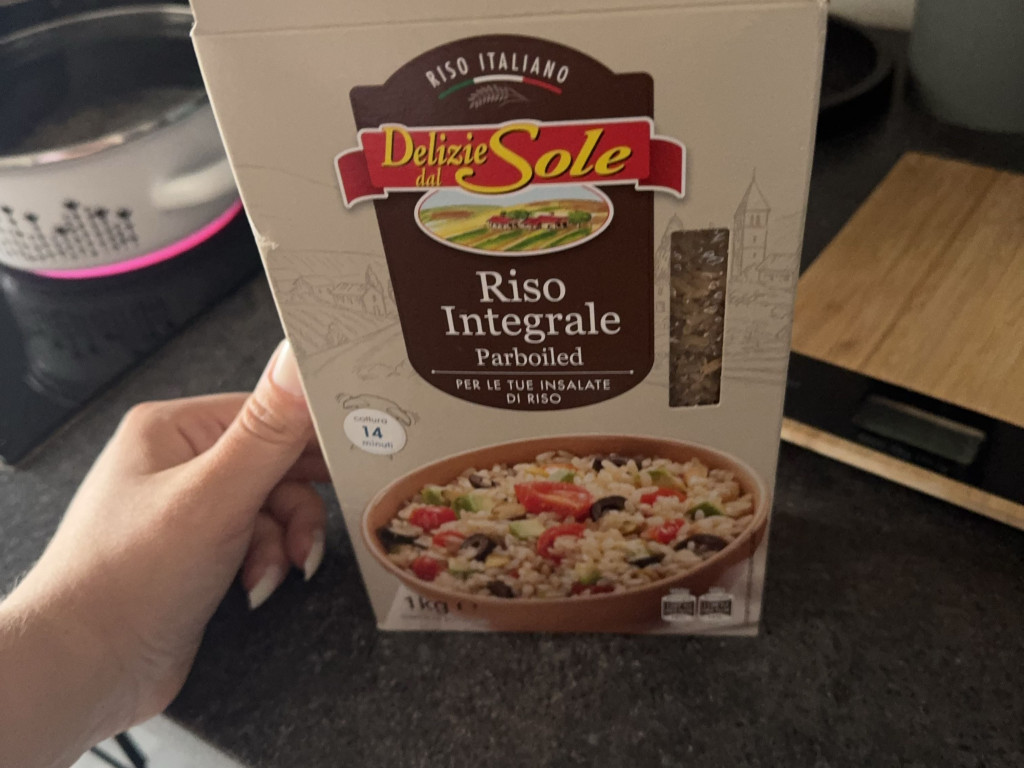 RISO ITALIANO
Delizie
dal Sole
Riso
Integrale
Parboiled
PER LE TUE INSALATE
DI RISO
cottura
14
minuti
1kg e